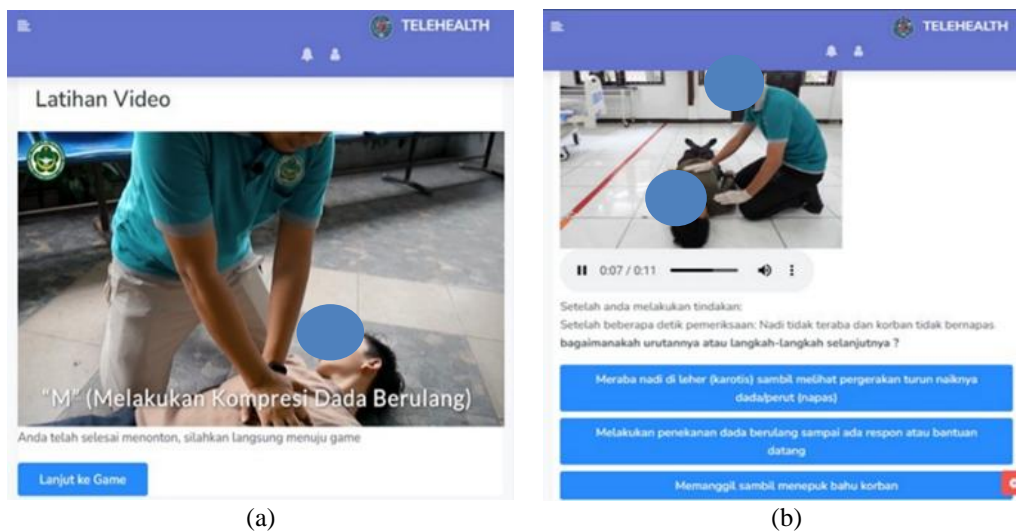 TELEHEALTH
Latihan Video
"M" (Melakukan Kompresi Dada Berulang)
Anda telah selesai menonton, silahkan langsung menuju game
Lanjut ke Game
(a)
TELEHEALTH
0:07 / 0:11
Setelah anda melakukan tindakan:
Setelah beberapa detik pemeriksaan: Nadi tidak teraba dan korban tidak bernapas
bagaimanakah urutannya atau langkah-langkah selanjutnya ?
Meraba nadi di leher (karotis) sambil melihat pergerakan turun naiknya
dada/perut (napas)
Melakukan penekanan dada berulang sampai ada respon atau bantuan
datang
Memanggil sambil menepuk bahu korban
(b)